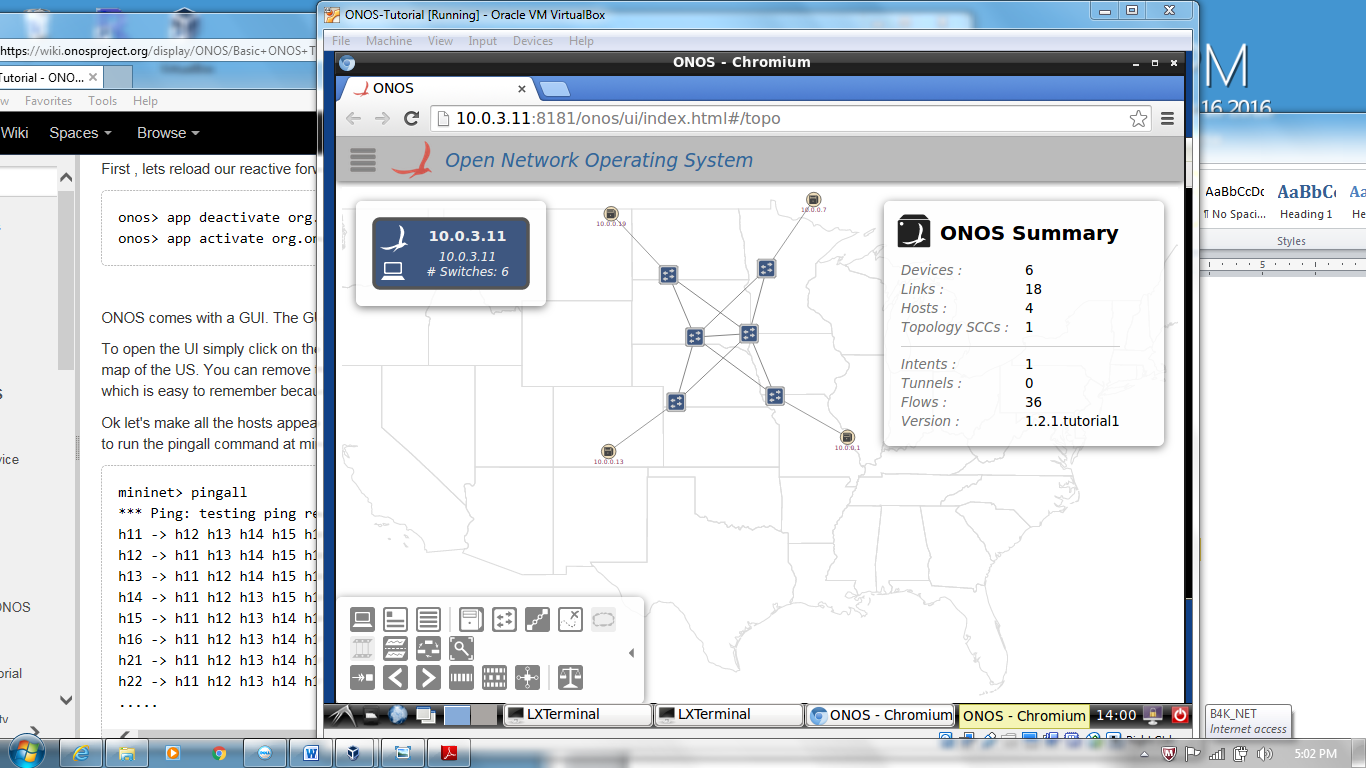 ONOS-Tutorial [Running] - Oracle VM VirtualBox
File Machine View Input Devices Help
ONOS - Chromium
ONOS
10.0.3.11:8181/onos/ui/index.html#/topo
Open Network Operating System
10.0.3.11
10.0.3.11
# Switches: 6
10.0.0.19
10.0.0.7
10.0.0.13
10.0.0.1
ONOS Summary
Devices : 6
Links : 18
Hosts : 4
Topology SCCs : 1
Intents : 1
Tunnels : 0
Flows : 36
Version : 1.2.1.tutorial1
LXTerminal
LXTerminal
ONOS - Chromium
ONOS - Chromium
14:00
https://wiki.onosproject.org/display/ONOS/Basic+ONOS+T
Tutorial - ONO...
Favorites Tools Help
Wiki Spaces Browse
First , lets reload our reactive forw
onos> app deactivate org.
onos> app activate org.on
ONOS comes with a GUI. The GU
To open the UI simply click on the
map of the US. You can remove
which is easy to remember becau
Ok let's make all the hosts appea
to run the pingall command at mi
mininet> pingall
*** Ping: testing ping re
h11 -> h12 h13 h14 h15 h1
h12 -> h11 h13 h14 h15 h1
h13 -> h11 h12 h14 h15 h1
h14 -> h11 h12 h13 h15 h1
h15 -> h11 h12 h13 h14 h1
h16 -> h11 h12 h13 h14 h1
h21 -> h11 h12 h13 h14 h1
h22 -> h11 h12 h13 h14 h1
.....
vice
ONOS
orial
PM
16 2016
AaBbCcDc AaBbC AaBbCc
¶ No Spaci... Heading 1
Styles
5
B4K_NET
Internet access
5:02 PM